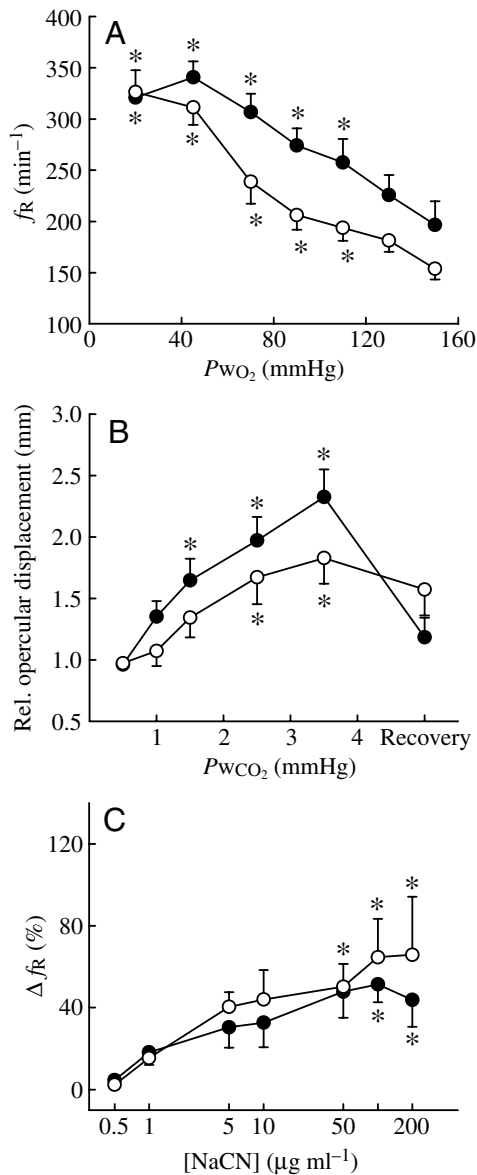 A
400
350
300
250
200
150
100
fR (min⁻¹)
* * * * *
* * * * *
0 40 80 120 160
PwO₂ (mmHg)
B
3.0
2.5
2.0
1.5
1.0
0.5
Rel. opercular displacement (mm)
* * *
* *
1 2 3 4 Recovery
PwCO₂ (mmHg)
C
120
80
40
0
Δ fR (%)
* * *
* *
0.5 1 5 10 50 200
[NaCN] (μg ml⁻¹)